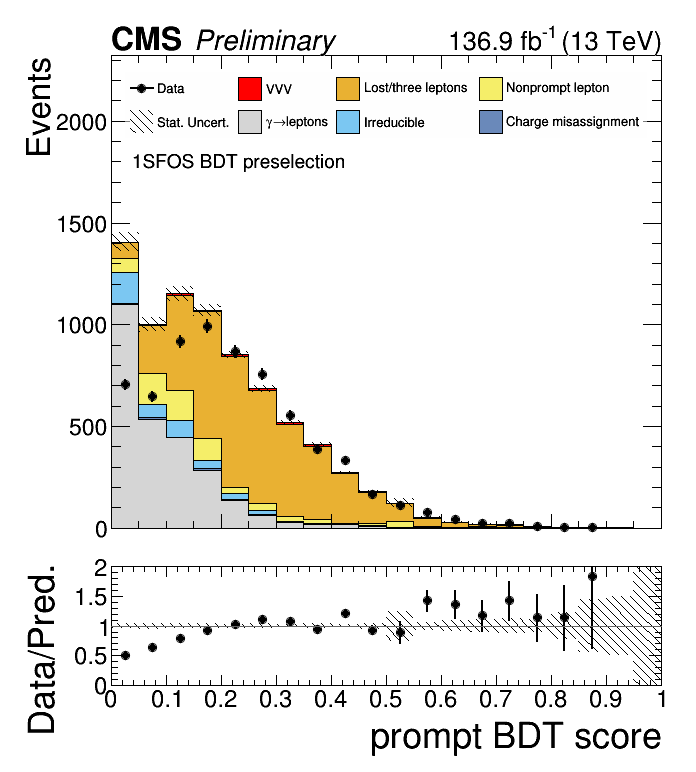 CMS Preliminary 136.9 fb-1 (13 TeV)
Events
Data VVV Lost/three leptons Nonprompt lepton
Stat. Uncert. γ→leptons Irreducible Charge misassignment
1SFOS BDT preselection
2000
1500
1000
500
0
Data/Pred.
2
1.5
1
0.5
0
0 0.1 0.2 0.3 0.4 0.5 0.6 0.7 0.8 0.9 1
prompt BDT score